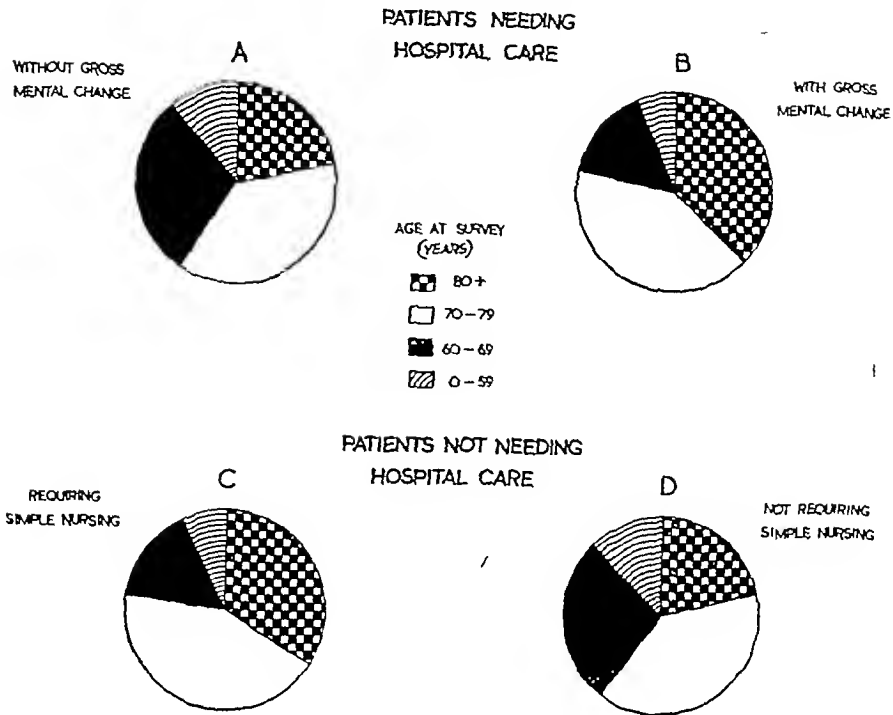 PATIENTS NEEDING
HOSPITAL CARE
A
WITHOUT GROSS
MENTAL CHANGE
B
WITH GROSS
MENTAL CHANGE
AGE AT SURVEY
(YEARS)
80+
70-79
60-69
0-59
PATIENTS NOT NEEDING
HOSPITAL CARE
C
REQUIRING
SIMPLE NURSING
D
NOT REQUIRING
SIMPLE NURSING